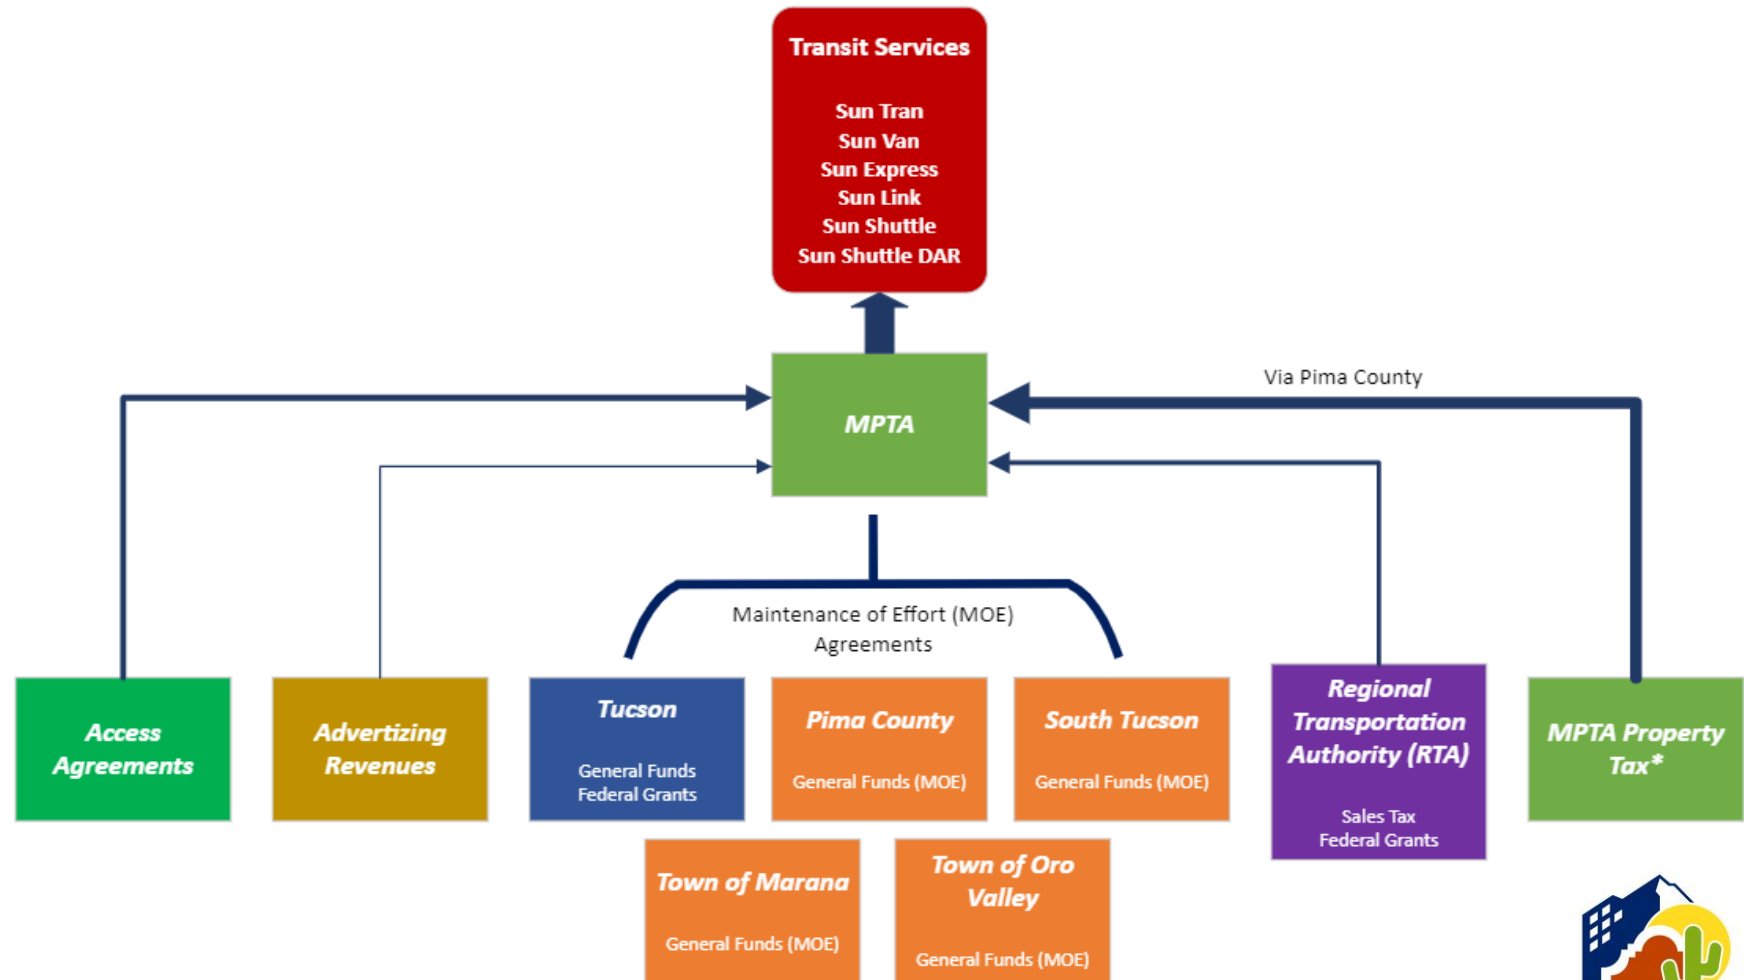 Transit Services
Sun Tran
Sun Van
Sun Express
Sun Link
Sun Shuttle
Sun Shuttle DAR
Via Pima County
MPTA
Maintenance of Effort (MOE)
Agreements
Access
Agreements
Advertizing
Revenues
Tucson
General Funds
Federal Grants
Pima County
General Funds (MOE)
South Tucson
General Funds (MOE)
Regional
Transportation
Authority (RTA)
Sales Tax
Federal Grants
MPTA Property
Tax*
Town of Marana
General Funds (MOE)
Town of Oro
Valley
General Funds (MOE)